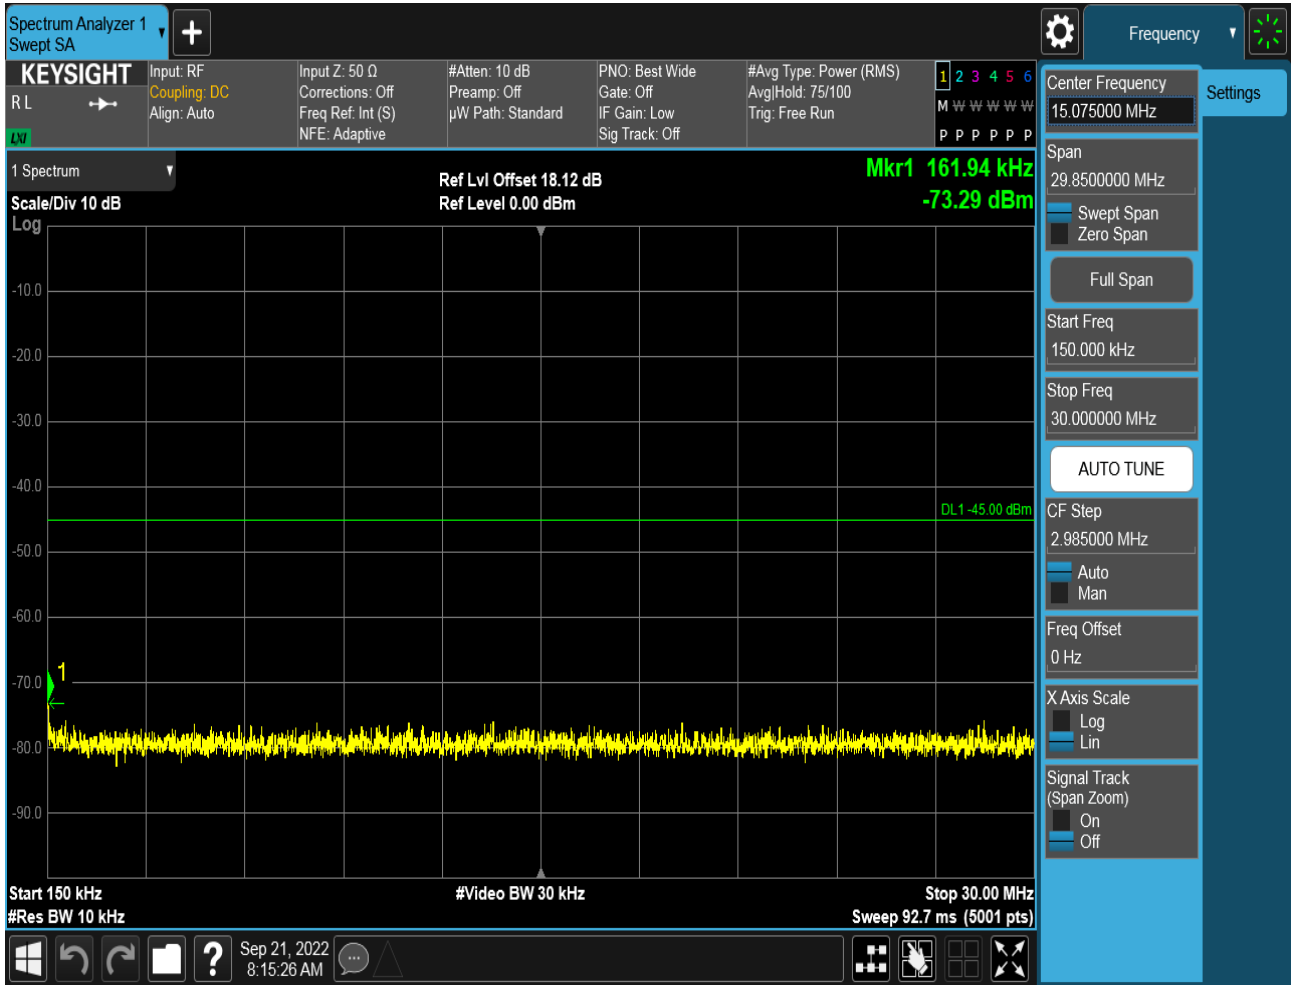 Spectrum Analyzer 1
Swept SA
Frequency
KEYSIGHT
R L
LXI
Input: RF
Coupling: DC
Align: Auto
Input Z: 50 Ω
Corrections: Off
Freq Ref: Int (S)
NFE: Adaptive
#Atten: 10 dB
Preamp: Off
µW Path: Standard
PNO: Best Wide
Gate: Off
IF Gain: Low
Sig Track: Off
#Avg Type: Power (RMS)
Avg|Hold: 75/100
Trig: Free Run
1 2 3 4 5 6
M W W W W W
P P P P P P
1 Spectrum
Scale/Div 10 dB
Log
Ref Lvl Offset 18.12 dB
Ref Level 0.00 dBm
Mkr1 161.94 kHz
-73.29 dBm
-10.0
-20.0
-30.0
-40.0
DL1 -45.00 dBm
-50.0
-60.0
1
-70.0
-80.0
-90.0
Start 150 kHz
#Video BW 30 kHz
Stop 30.00 MHz
#Res BW 10 kHz
Sweep 92.7 ms (5001 pts)
Center Frequency
15.075000 MHz
Settings
Span
29.8500000 MHz
Swept Span
Zero Span
Full Span
Start Freq
150.000 kHz
Stop Freq
30.000000 MHz
AUTO TUNE
CF Step
2.985000 MHz
Auto
Man
Freq Offset
0 Hz
X Axis Scale
Log
Lin
Signal Track
(Span Zoom)
On
Off
?
Sep 21, 2022
8:15:26 AM